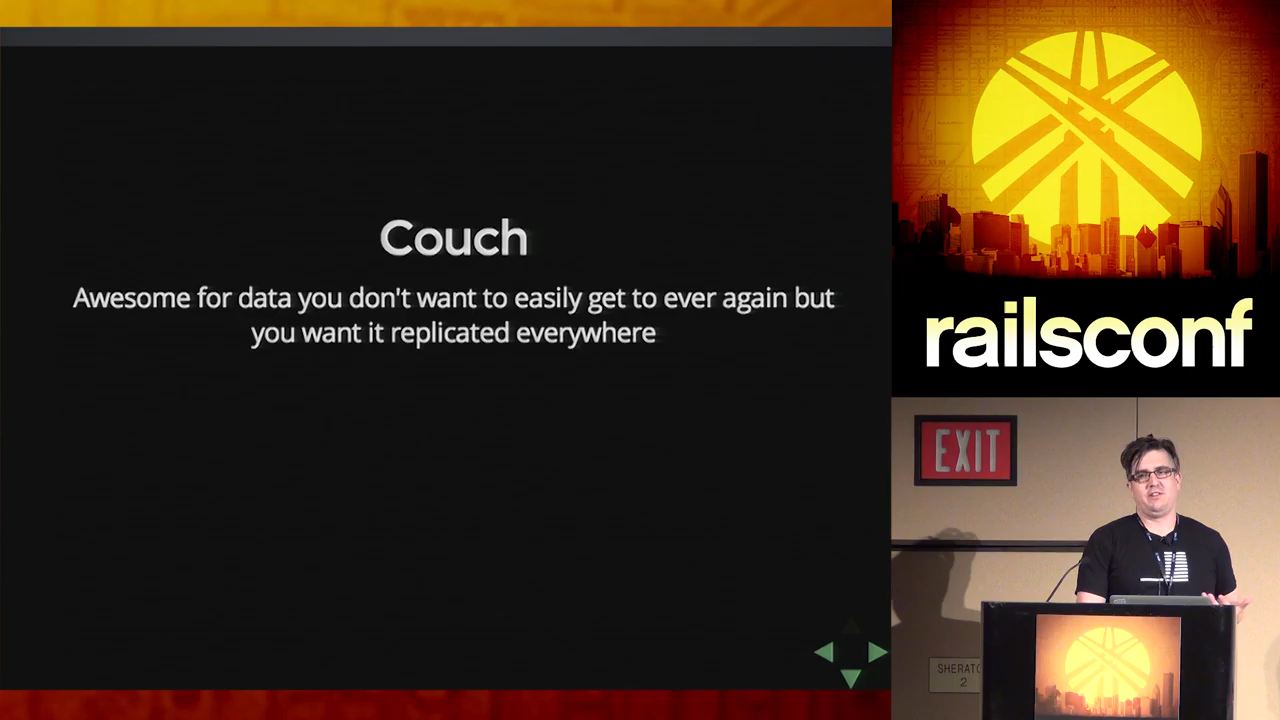 Couch
Awesome for data you don't want to easily get to ever again but
you want it replicated everywhere
railsconf
EXIT
2